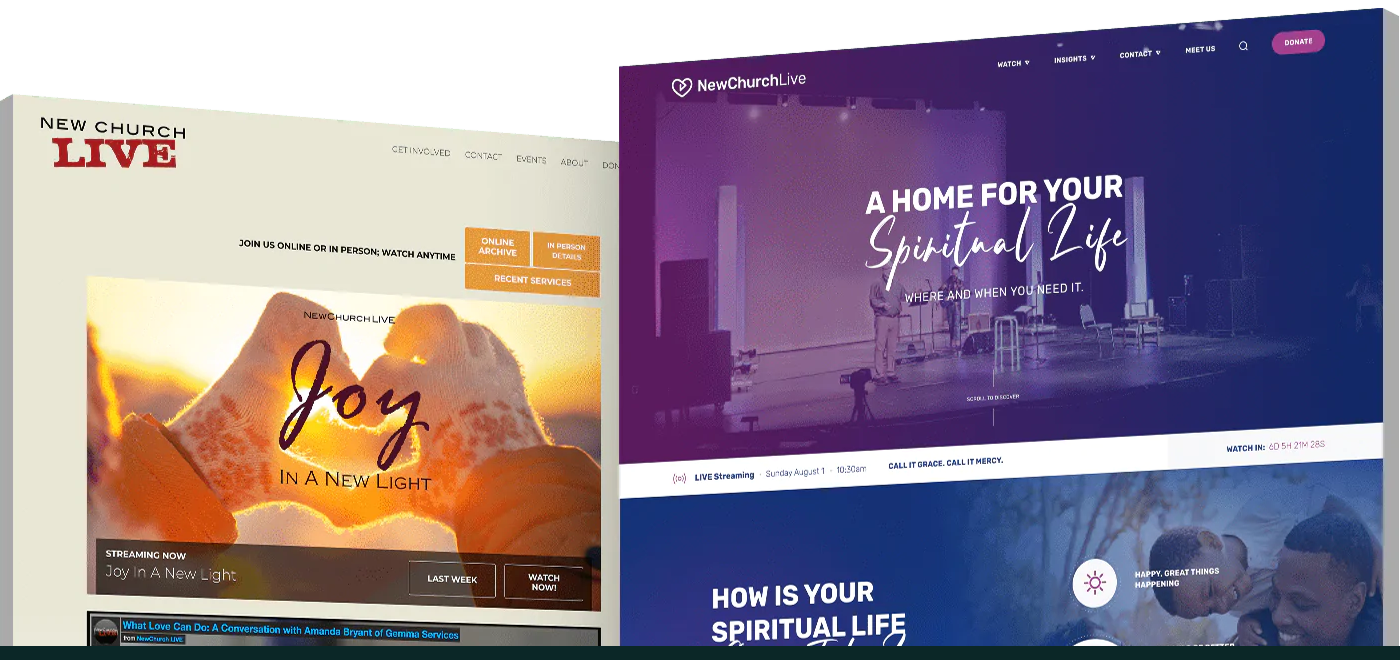 NEW CHURCH
LIVE
GET INVOLVED CONTACT EVENTS ABOUT DON
JOIN US ONLINE OR IN PERSON; WATCH ANYTIME
ONLINE
ARCHIVE
IN PERSON
DETAILS
RECENT SERVICES
NEWCHURCH LIVE
Joy
IN A NEW LIGHT
STREAMING NOW
Joy In A New Light
LAST WEEK
WATCH
NOW!
What Love Can Do: A Conversation with Amanda Bryant of Gemma Services
from NewChurch LIVE
NewChurchLive
WATCH INSIGHTS CONTACT MEET US DONATE
A HOME FOR YOUR
Spiritual Life
WHERE AND WHEN YOU NEED IT.
SCROLL TO DISCOVER
LIVE Streaming · Sunday August 1 · 10:30am CALL IT GRACE. CALL IT MERCY.
WATCH IN: 6D 5H 21M 28S
HOW IS YOUR
SPIRITUAL LIFE
HAPPY, GREAT THINGS
HAPPENING